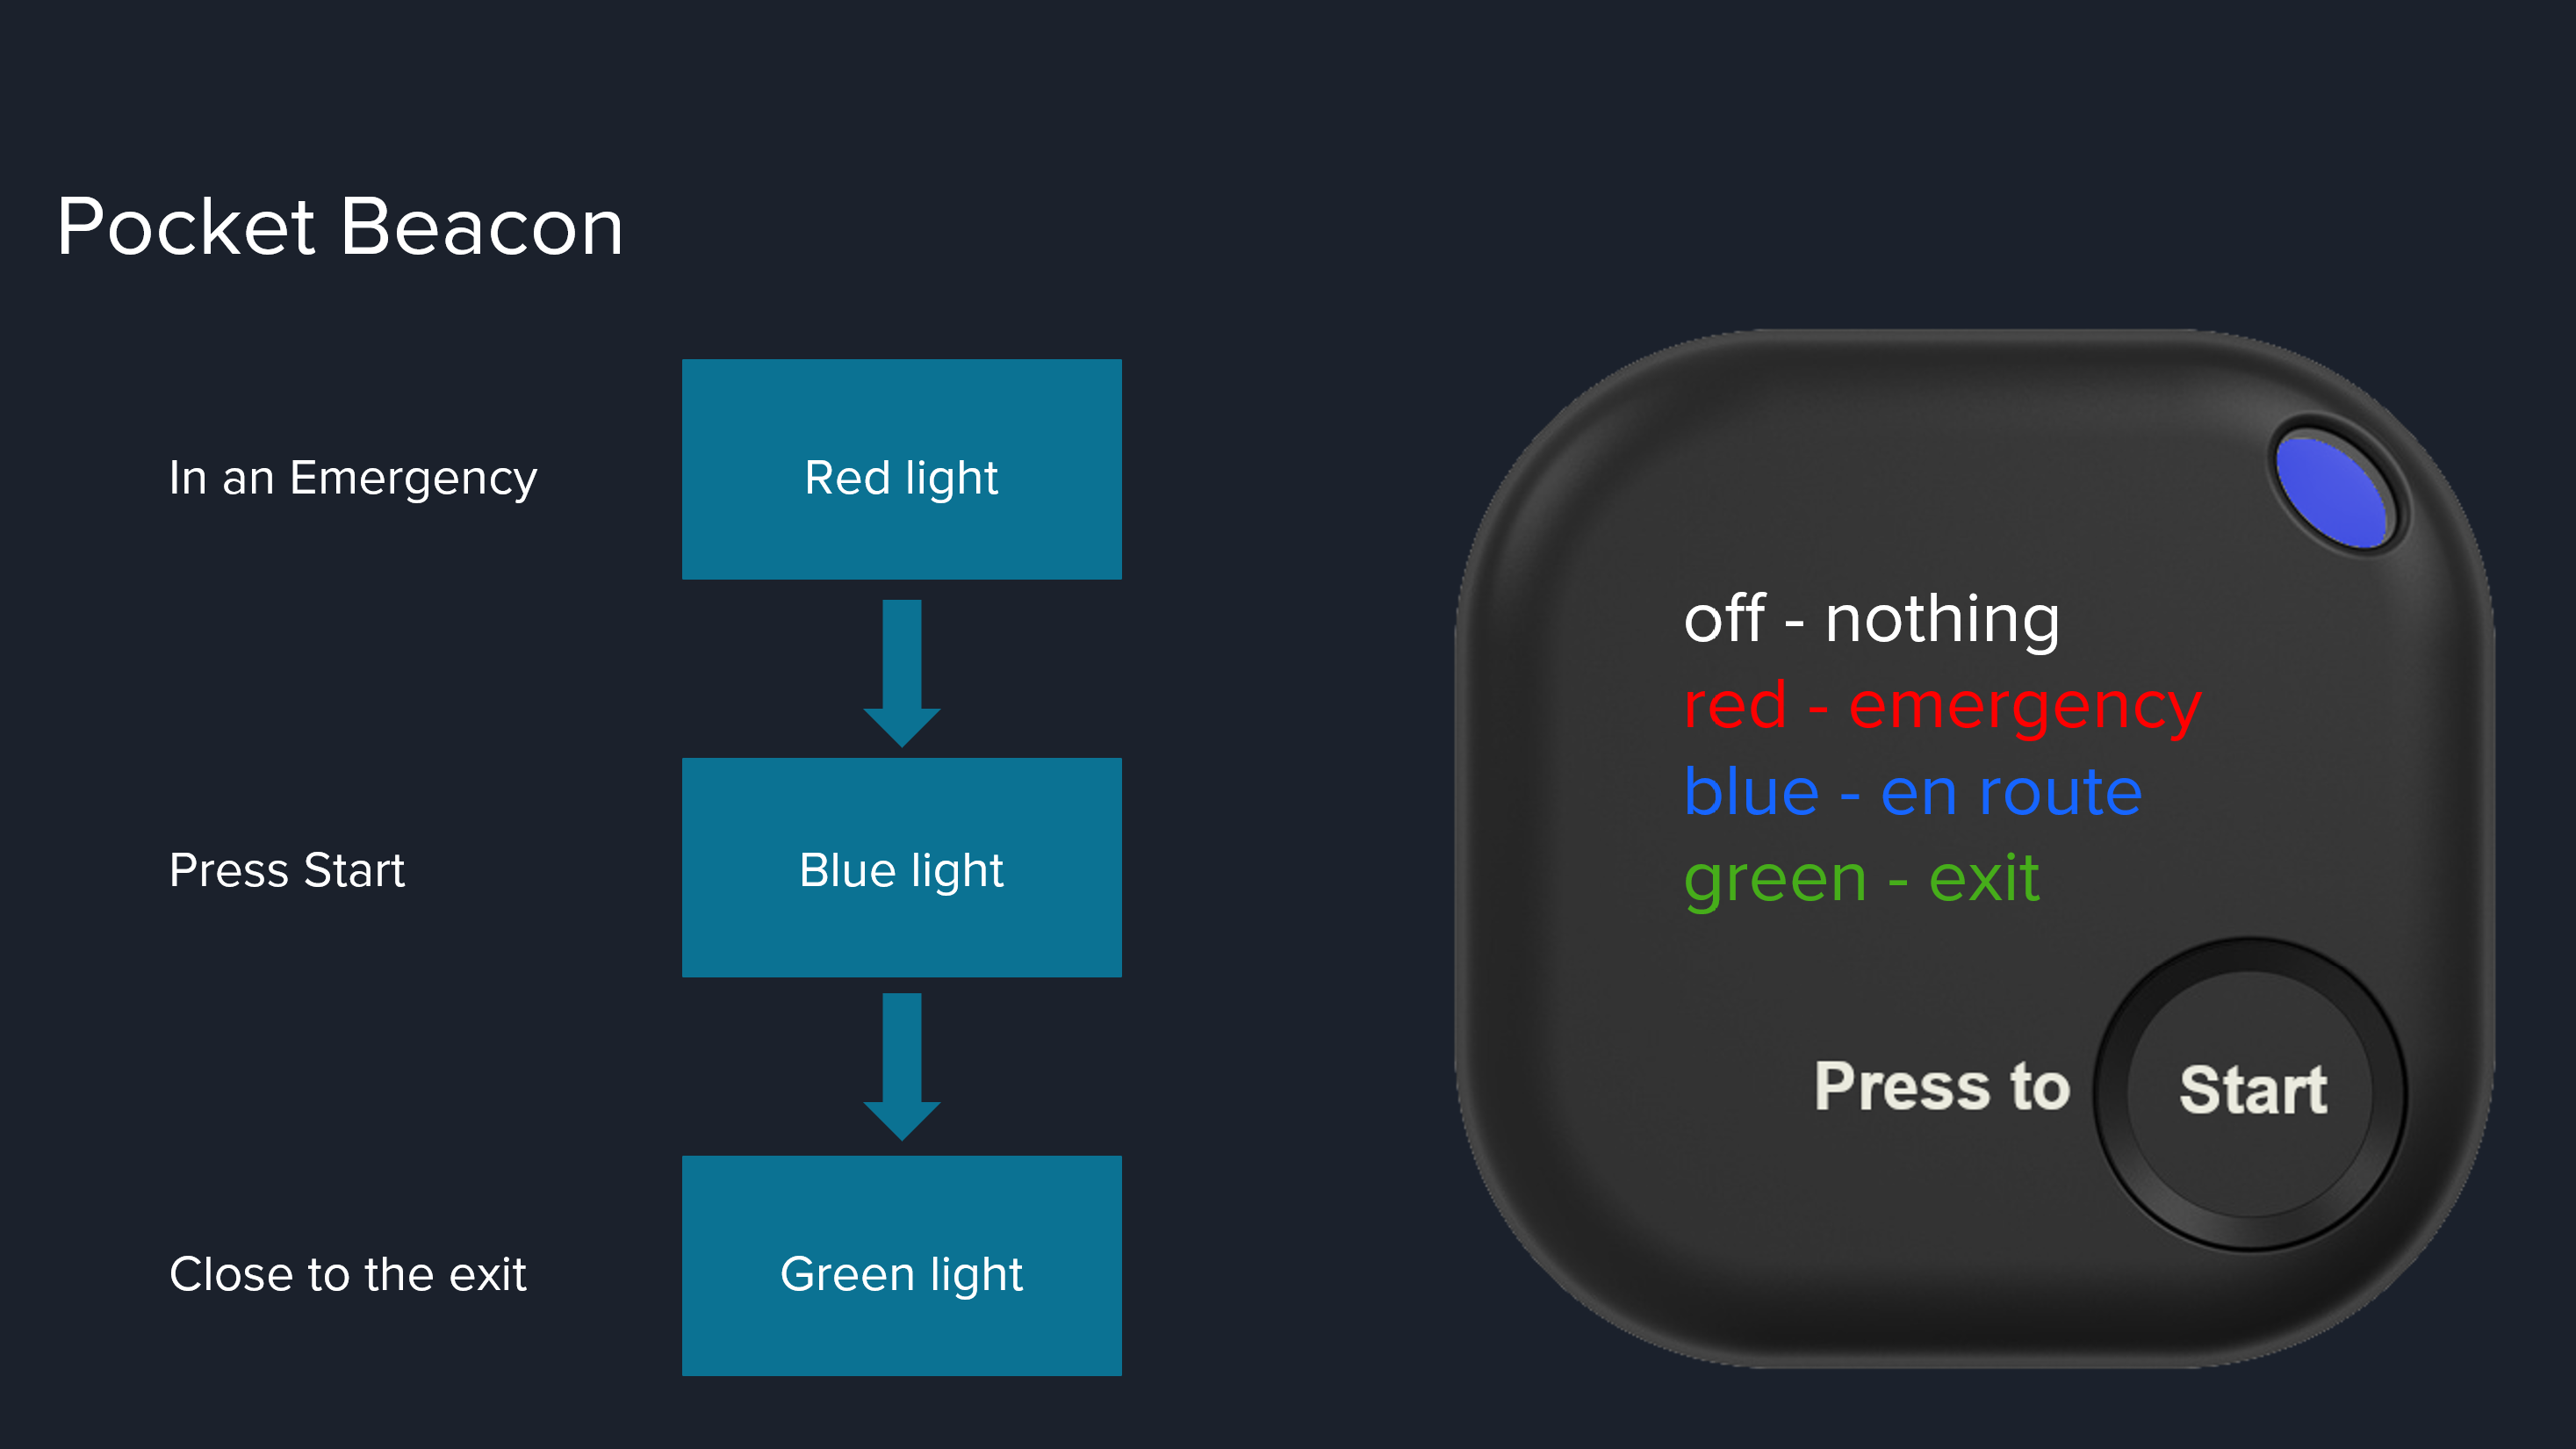 Pocket Beacon
In an Emergency
Red light
Press Start
Blue light
Close to the exit
Green light
off - nothing
red - emergency
blue - en route
green - exit
Press to Start